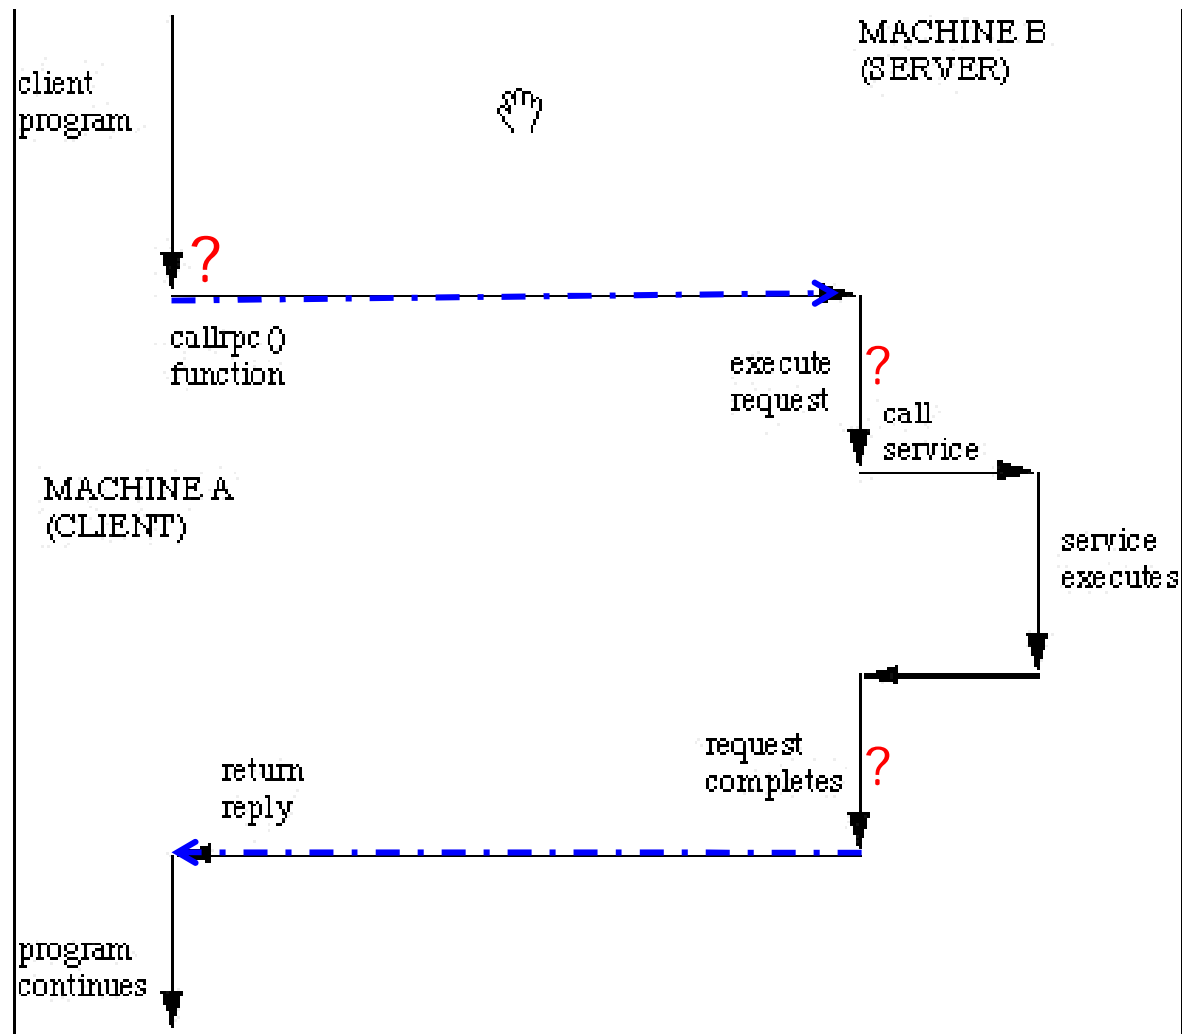 MACHINE B
(SERVER)
client
program
?
callrpc()
function
execute
request
?
call
service
MACHINE A
(CLIENT)
service
executes
request
completes
?
return
reply
program
continues